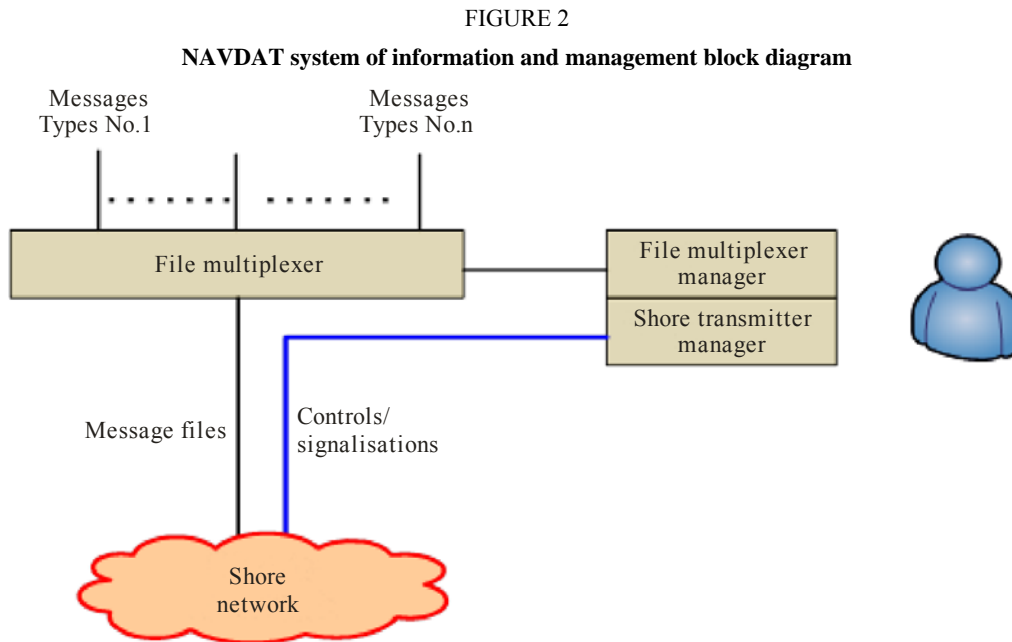 FIGURE 2
NAVDAT system of information and management block diagram
Messages
Types No.1
Messages
Types No.n
File multiplexer
File multiplexer
manager
Shore transmitter
manager
Message files
Controls/
signalisations
Shore
network